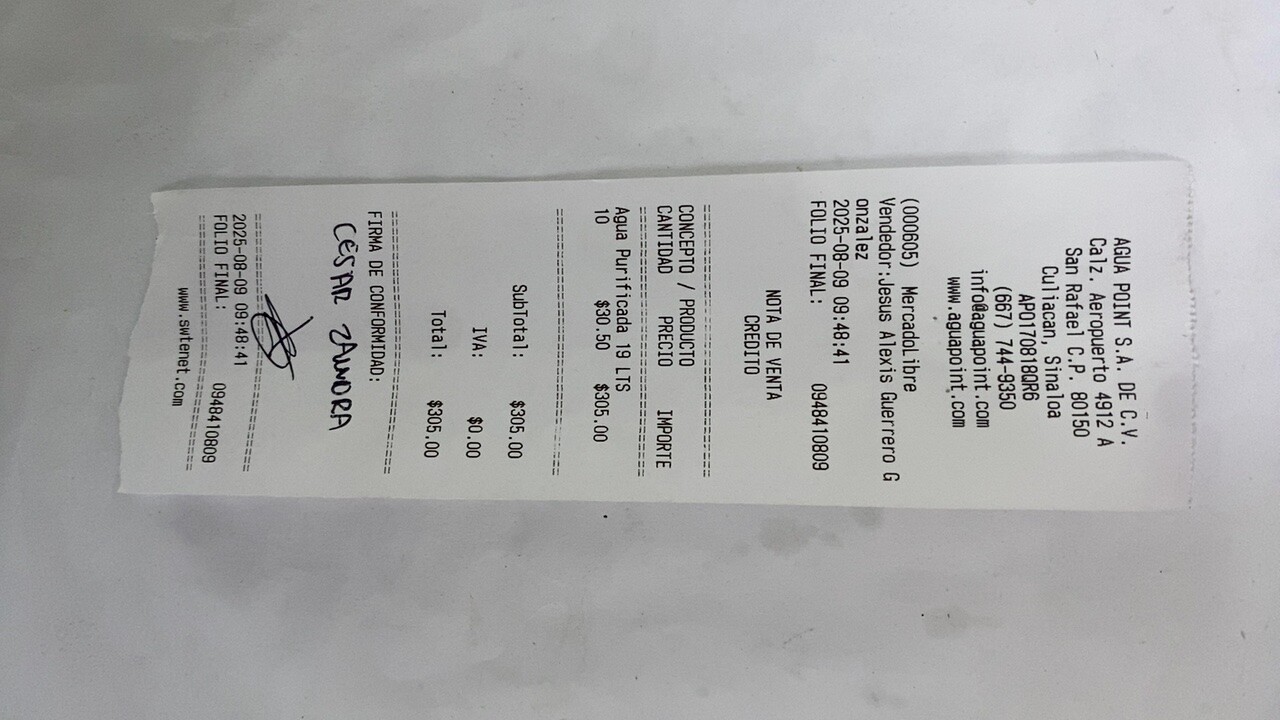 AGUA POINT S.A. DE C.V.
Calz. Aeropuerto 4912 A
San Rafael C.P. 80150
Culiacan, Sinaloa
APO170818QR6
(667) 744-9350
info@aguapoint.com
www.aguapoint.com
(000605) MercadoLibre
Vendedor:Jesus Alexis Guerrero G
onzalez
2025-08-09 09:48:41
FOLIO FINAL: 0948410809
NOTA DE VENTA
CREDITO
================================
CONCEPTO / PRODUCTO
CANTIDAD PRECIO IMPORTE
================================
Agua Purificada 19 LTS
10 $30.50 $305.00
================================
SubTotal: $305.00
IVA: $0.00
Total: $305.00
================================
FIRMA DE CONFORMIDAD:
CÉSAR ZAMORA
================================
2025-08-09 09:48:41
FOLIO FINAL: 0948410809
================================
www.swtenet.com